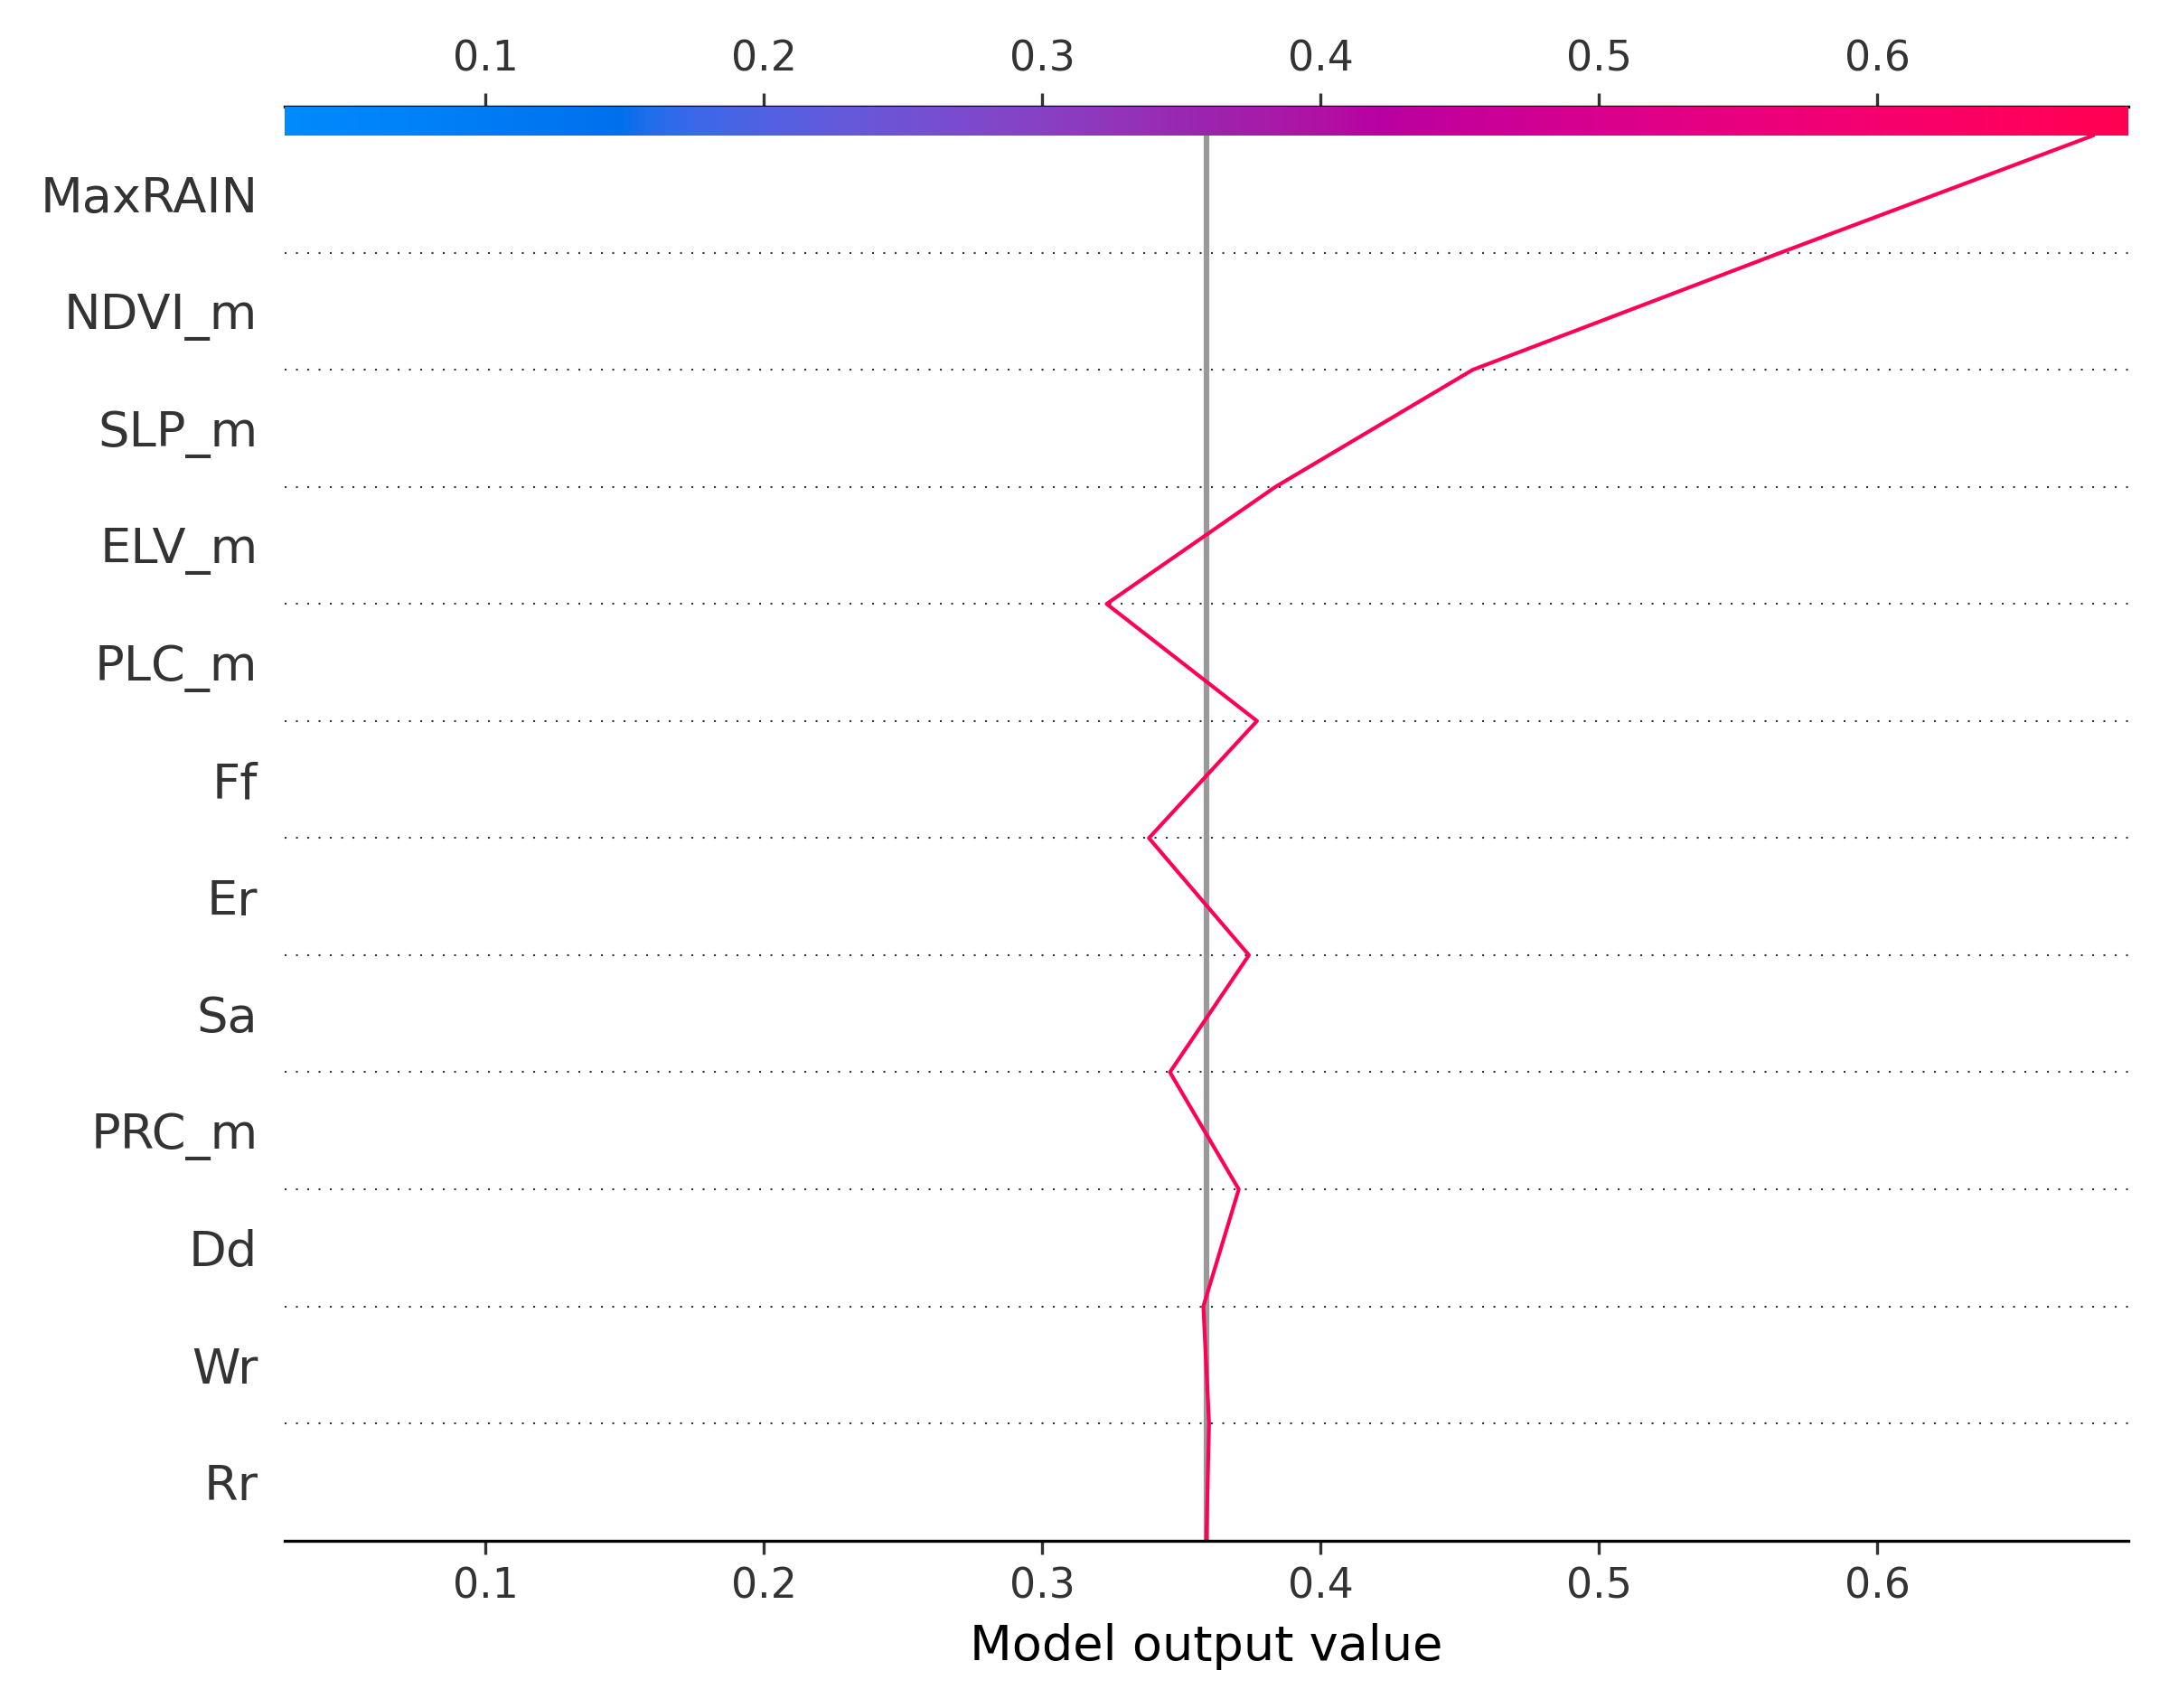 0.1 0.2 0.3 0.4 0.5 0.6
MaxRAIN
NDVI_m
SLP_m
ELV_m
PLC_m
Ff
Er
Sa
PRC_m
Dd
Wr
Rr
0.1 0.2 0.3 0.4 0.5 0.6
Model output value